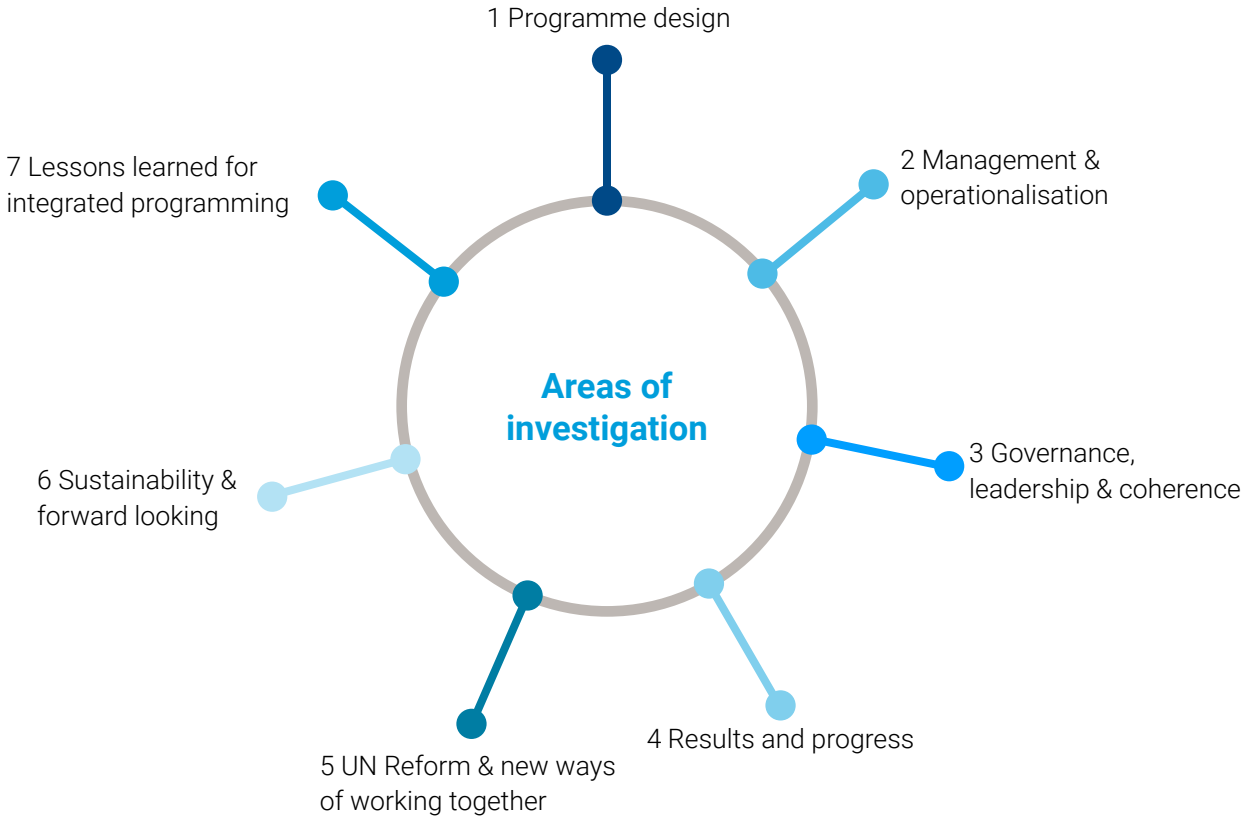 1 Programme design
2 Management &
operationalisation
3 Governance,
leadership & coherence
4 Results and progress
5 UN Reform & new ways
of working together
6 Sustainability &
forward looking
7 Lessons learned for
integrated programming
Areas of
investigation